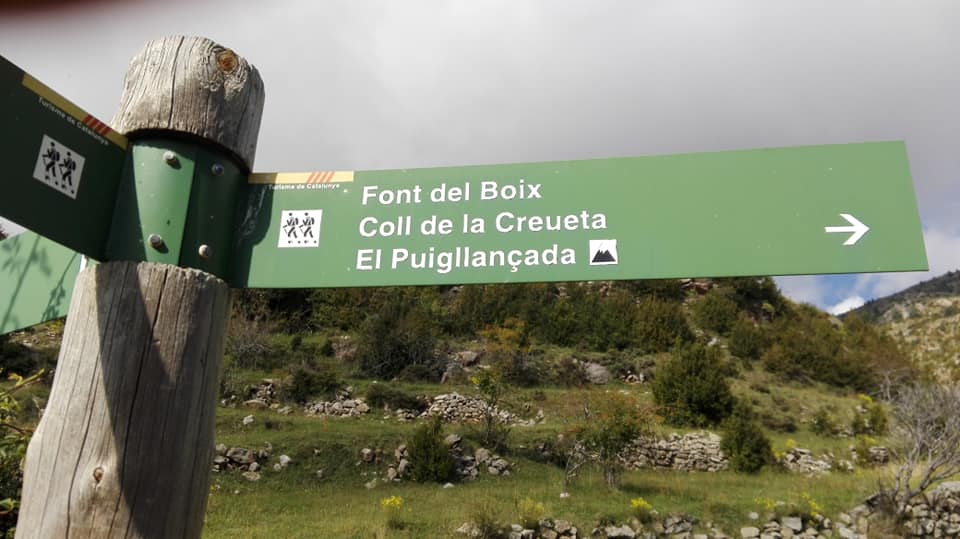 Turisme de Catalunya
Turisme de Catalunya
Font del Boix
Coll de la Creueta
El Puigllançada